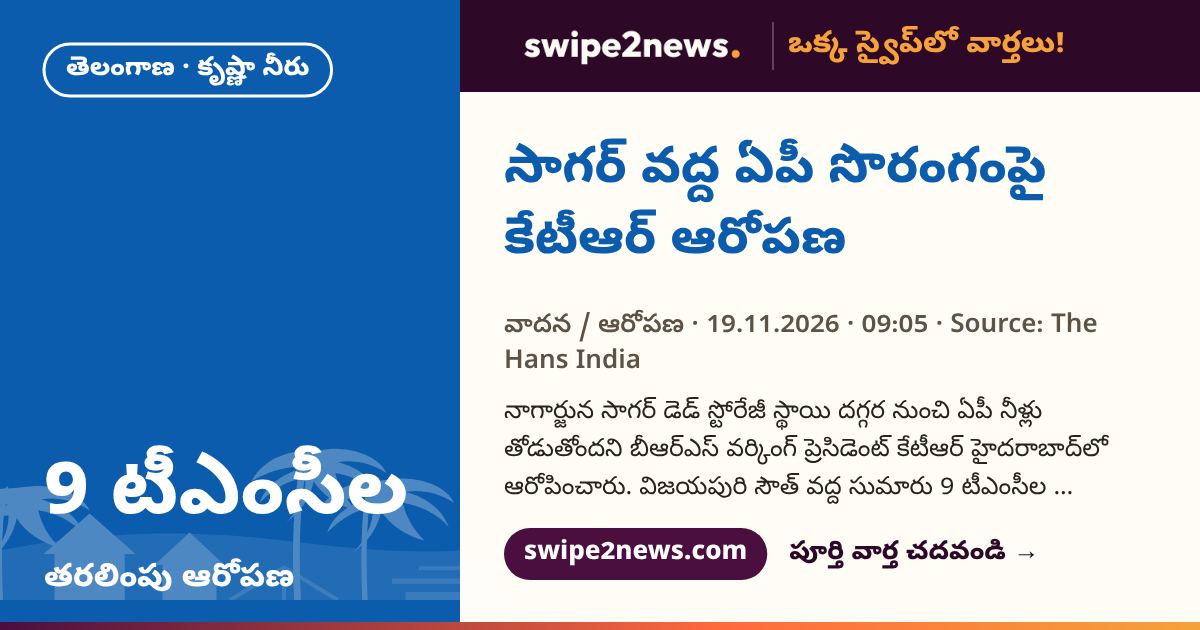 తెలంగాణ · కృష్ణా నీరు
9 టీఎంసీల
తరలింపు ఆరోపణ
swipe2news.
ఒక్క స్వైప్‌లో వార్తలు!
సాగర్ వద్ద ఏపీ సొరంగంపై
కేటీఆర్ ఆరోపణ
వాదన / ఆరోపణ · 19.11.2026 · 09:05 · Source: The
Hans India
నాగార్జున సాగర్ డెడ్ స్టోరేజీ స్థాయి దగ్గర నుంచి ఏపీ నీళ్లు
తోడుతోందని బీఆర్ఎస్ వర్కింగ్ ప్రెసిడెంట్ కేటీఆర్ హైదరాబాద్‌లో
ఆరోపించారు. విజయపురి సౌత్ వద్ద సుమారు 9 టీఎంసీల ...
swipe2news.com
పూర్తి వార్త చదవండి →